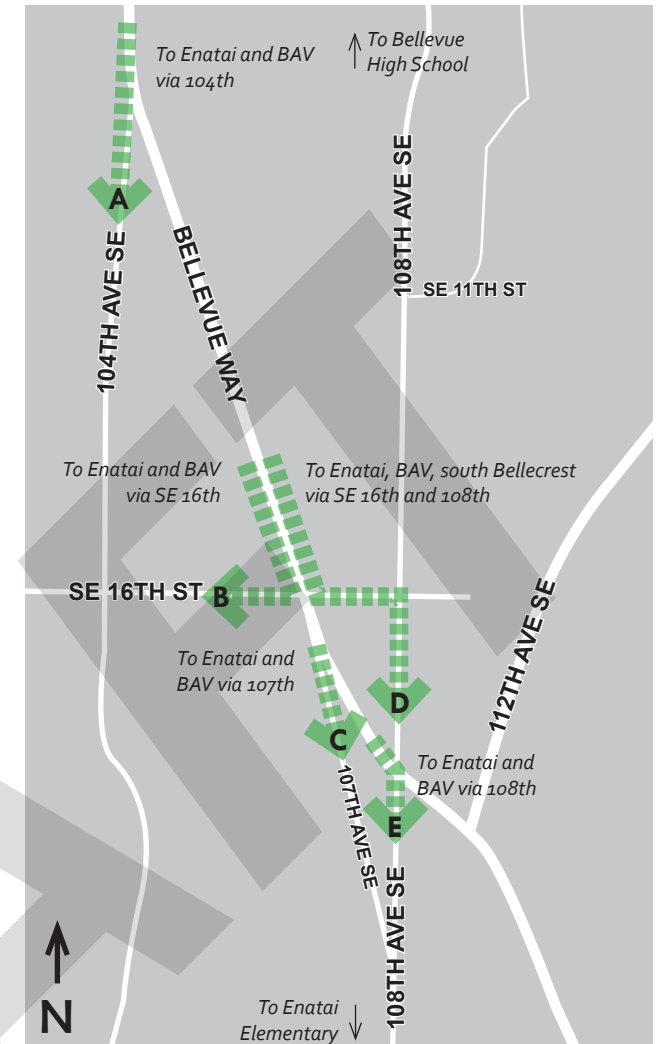 To Enatai and BAV
via 104th
To Bellevue
High School
A
108TH AVE SE
BELLEVUE WAY
104TH AVE SE
SE 11TH ST
To Enatai and BAV
via SE 16th
To Enatai, BAV, south Bellecrest
via SE 16th and 108th
SE 16TH ST
B
112TH AVE SE
To Enatai and
BAV via 107th
D
C
To Enatai and
BAV via 108th
107TH AVE SE
E
108TH AVE SE
N
To Enatai
Elementary